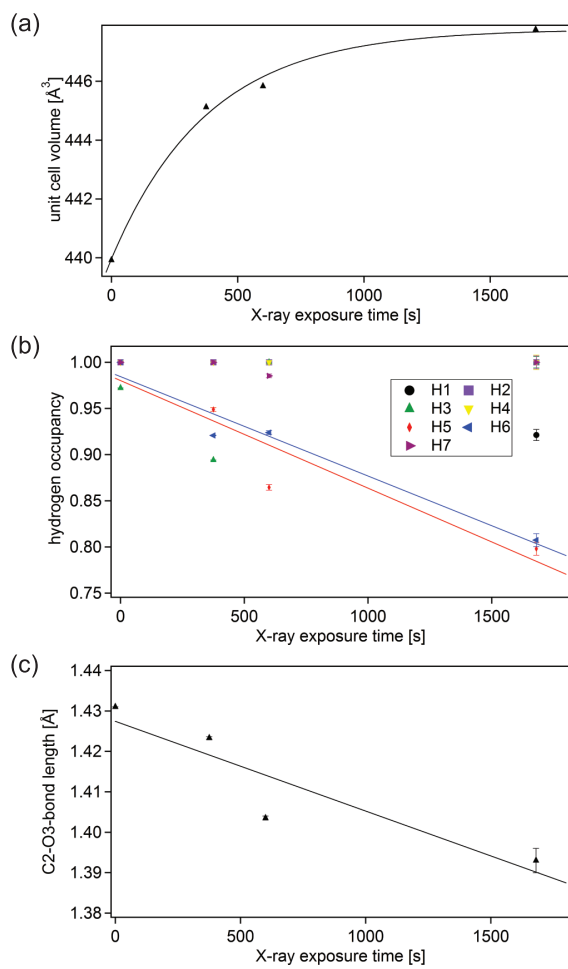 (a)
unit cell volume [Å³]
446
444
442
440
0
500
1000
1500
X-ray exposure time [s]
(b)
hydrogen occupancy
1.00
0.95
0.90
0.85
0.80
0.75
H1 H2
H3 H4
H5 H6
H7
0
500
1000
1500
X-ray exposure time [s]
(c)
C2-O3-bond length [Å]
1.44
1.43
1.42
1.41
1.40
1.39
1.38
0
500
1000
1500
X-ray exposure time [s]